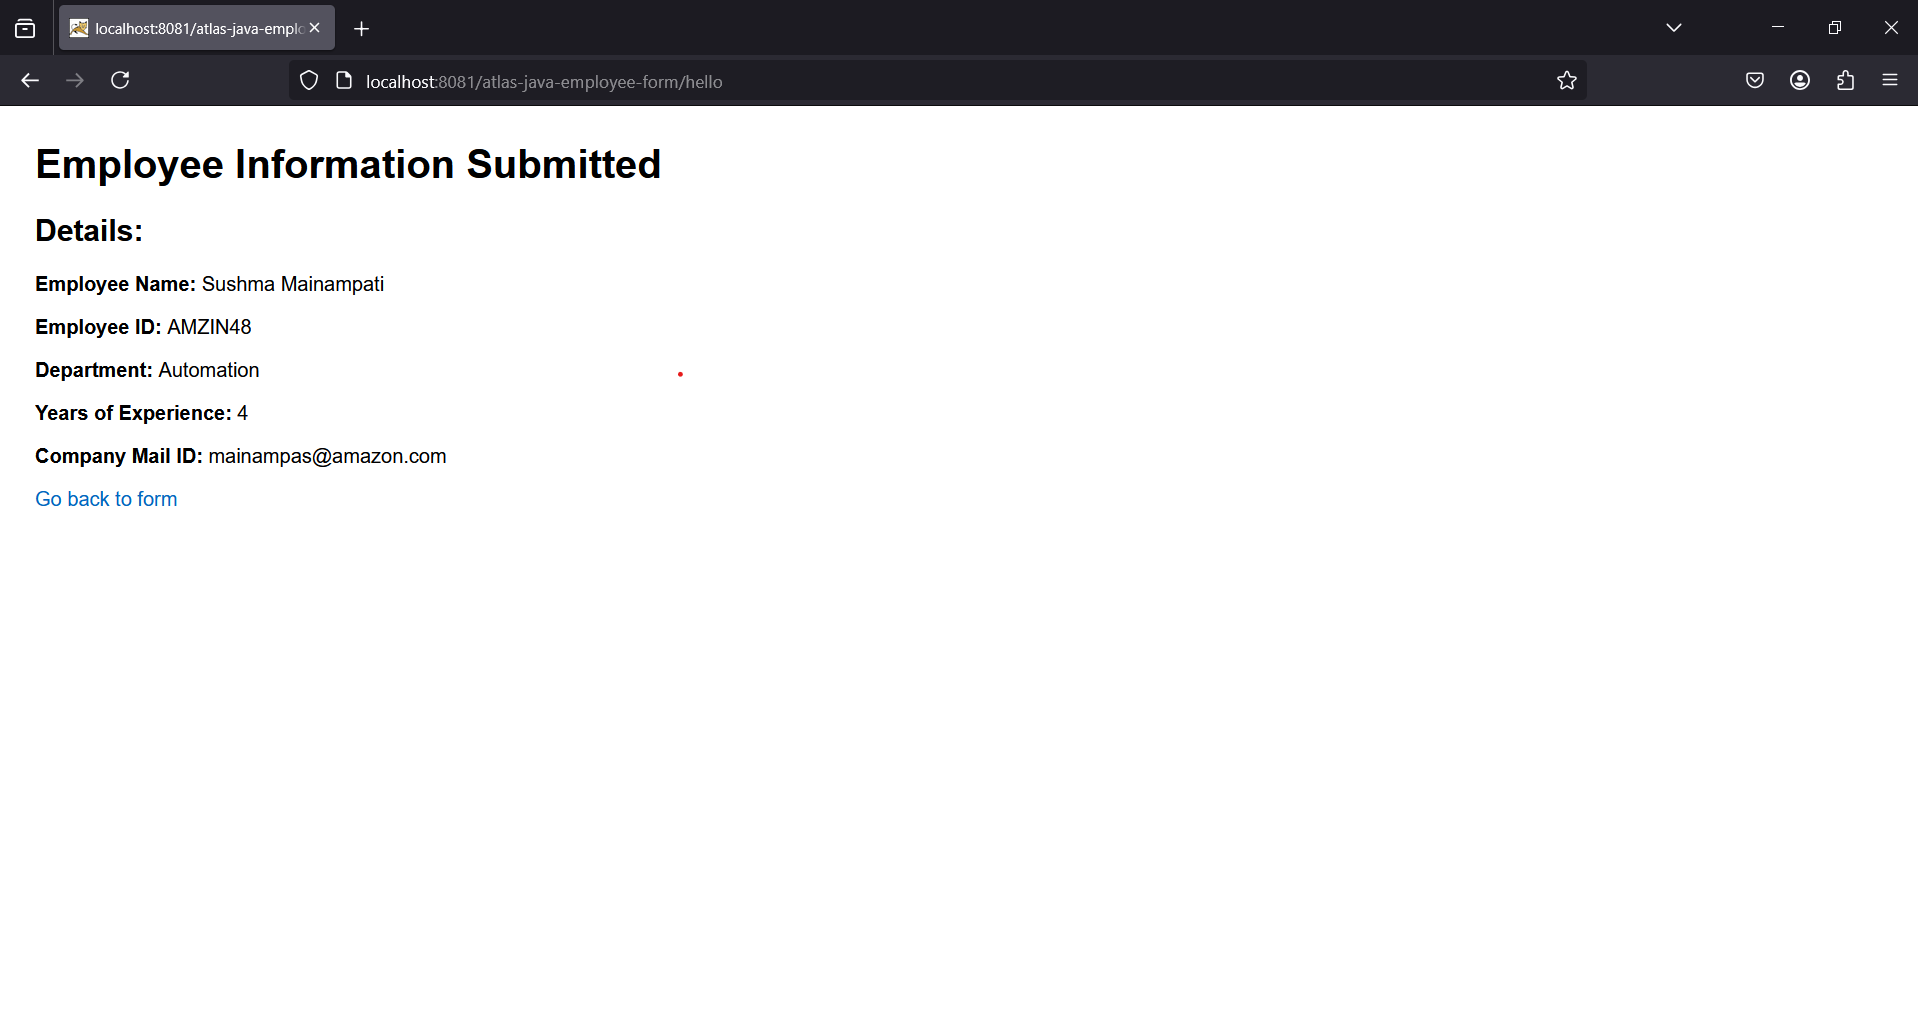 localhost:8081/atlas-java-emplo
localhost:8081/atlas-java-employee-form/hello
Employee Information Submitted
Details:
Employee Name: Sushma Mainampati
Employee ID: AMZIN48
Department: Automation
Years of Experience: 4
Company Mail ID: mainampas@amazon.com
Go back to form